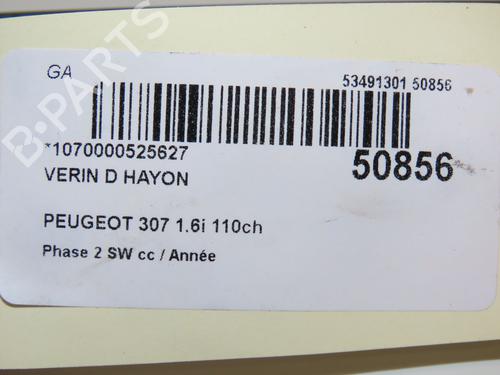 GA
53491301 50856
*1070000525627
50856
VERIN D HAYON
PEUGEOT 307 1.6i 110ch
Phase 2 SW cc / Année
B-PARTS